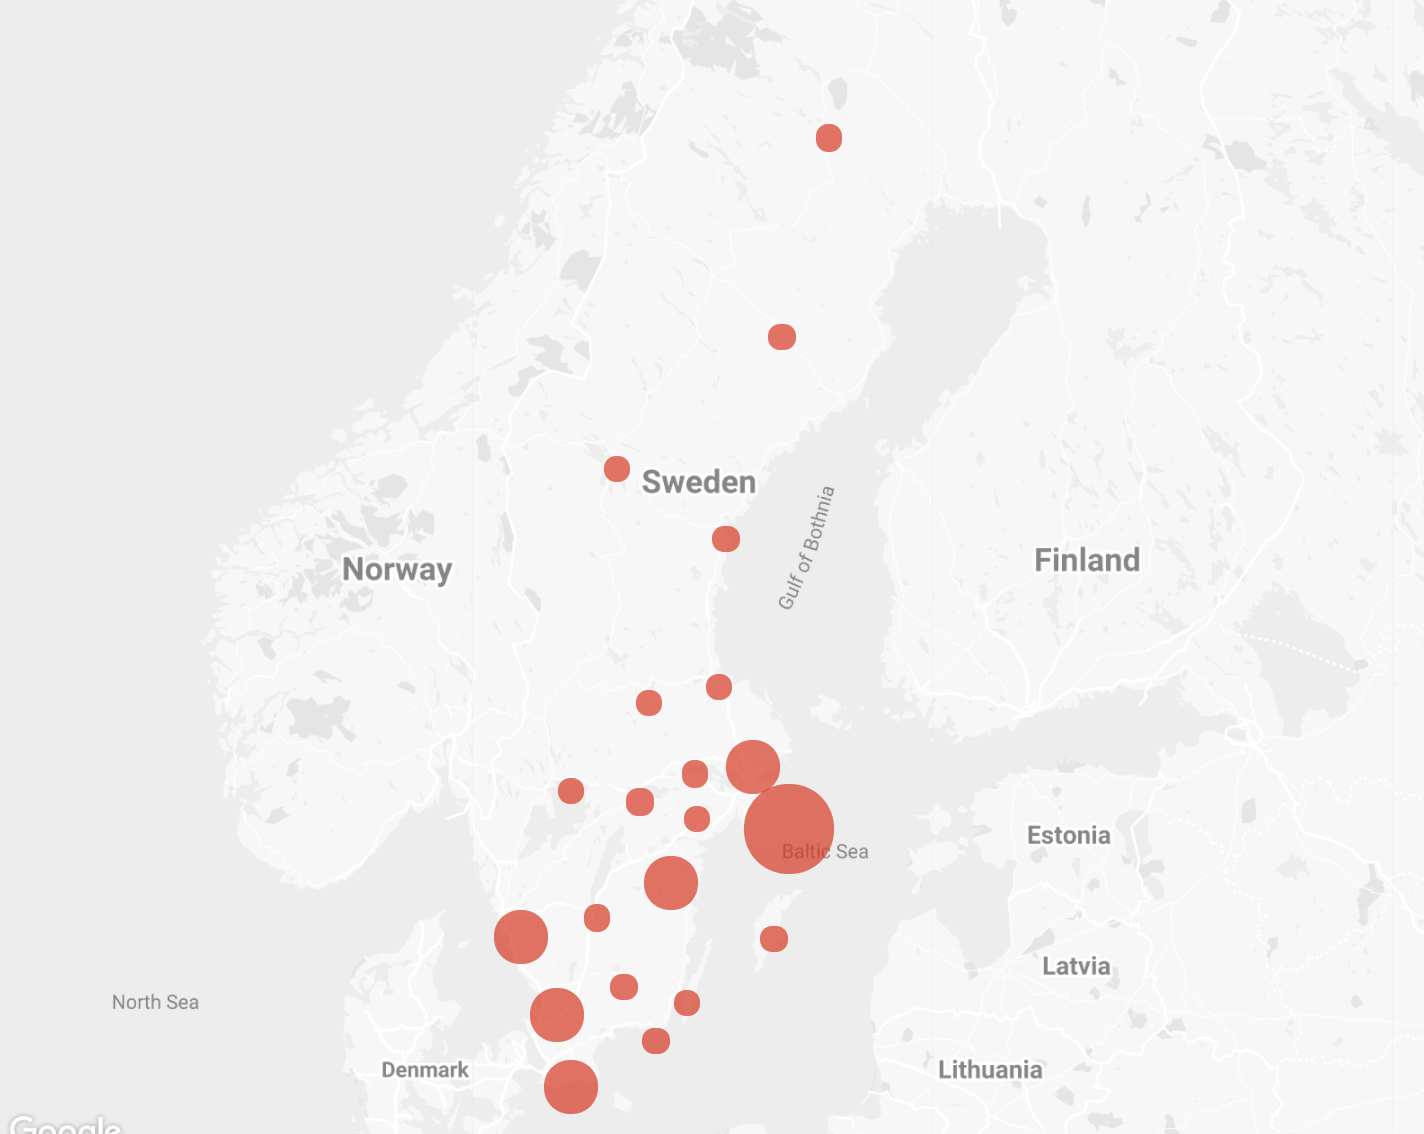 Sweden
Gulf of Bothnia
Finland
Norway
Estonia
Baltic Sea
Latvia
North Sea
Denmark
Lithuania
Google